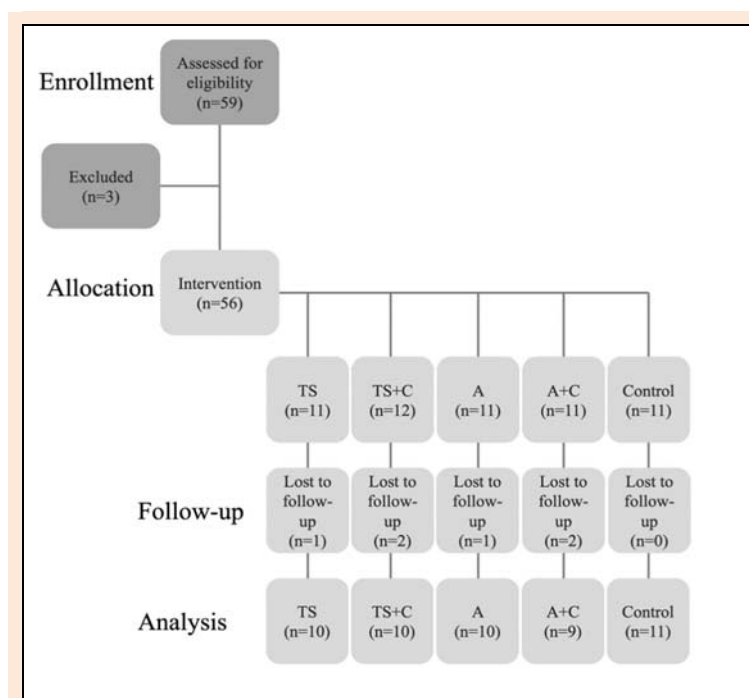 Enrollment
Assessed for
eligibility
(n=59)
Excluded
(n=3)
Allocation
Intervention
(n=56)
TS
(n=11)
TS+C
(n=12)
A
(n=11)
A+C
(n=11)
Control
(n=11)
Follow-up
Lost to
follow-
up
(n=1)
Lost to
follow-
up
(n=2)
Lost to
follow-
up
(n=1)
Lost to
follow-
up
(n=2)
Lost to
follow-
up
(n=0)
Analysis
TS
(n=10)
TS+C
(n=10)
A
(n=10)
A+C
(n=9)
Control
(n=11)